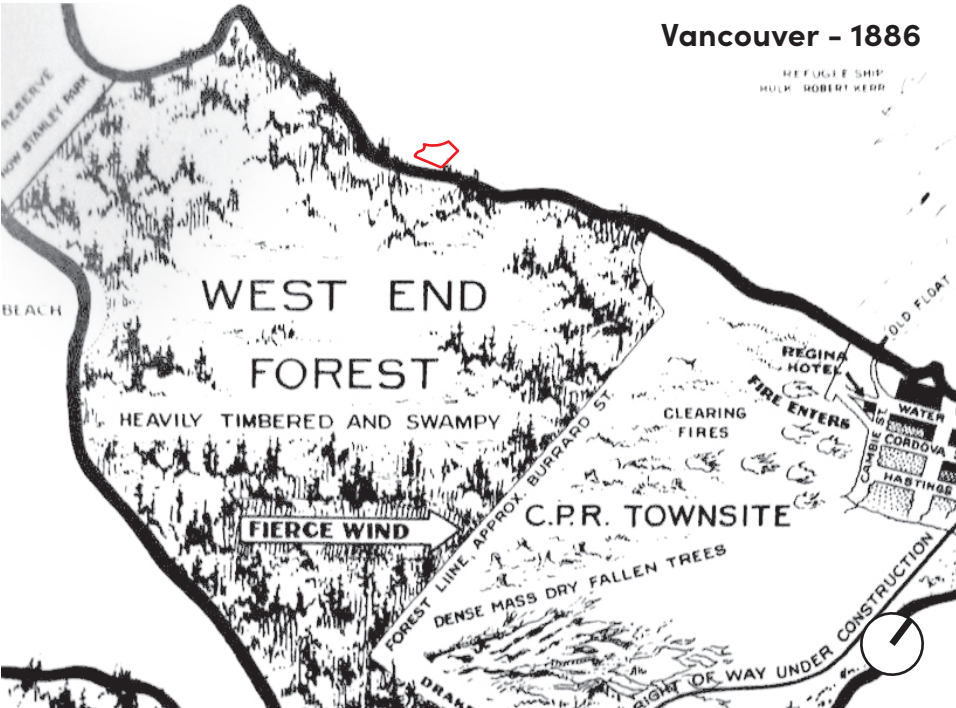 Vancouver - 1886
REFUGEE SHIP
HULK ROBERT KERR
RESERVE
NOW STANLEY PARK
BEACH
WEST END
FOREST
HEAVILY TIMBERED AND SWAMPY
FIERCE WIND
FOREST LIINE, APPROX. BURRARD ST.
OLD FLOAT
REGINA
HOTEL
FIRE ENTERS
CLEARING
FIRES
WATER
CORDOVA
HASTINGS
CAMBIE ST.
C.P.R. TOWNSITE
DENSE MASS DRY FALLEN TREES
RIGHT OF WAY UNDER CONSTRUCTION
DRAKE